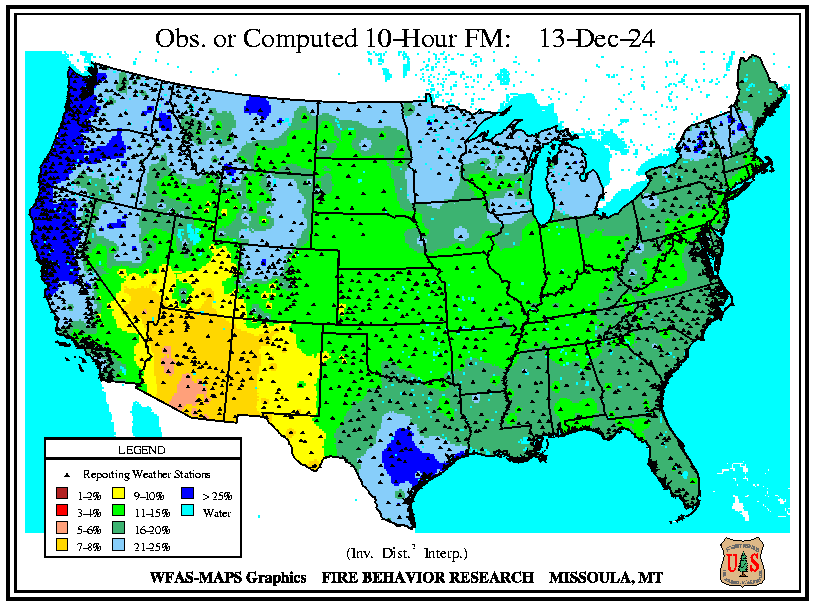 Obs. or Computed 10-Hour FM: 13-Dec-24
LEGEND
Reporting Weather Stations
1-2% 9-10% > 25%
3-4% 11-15% Water
5-6% 16-20%
7-8% 21-25%
(Inv. Dist.² Interp.)
WFAS-MAPS Graphics FIRE BEHAVIOR RESEARCH MISSOULA, MT
U S